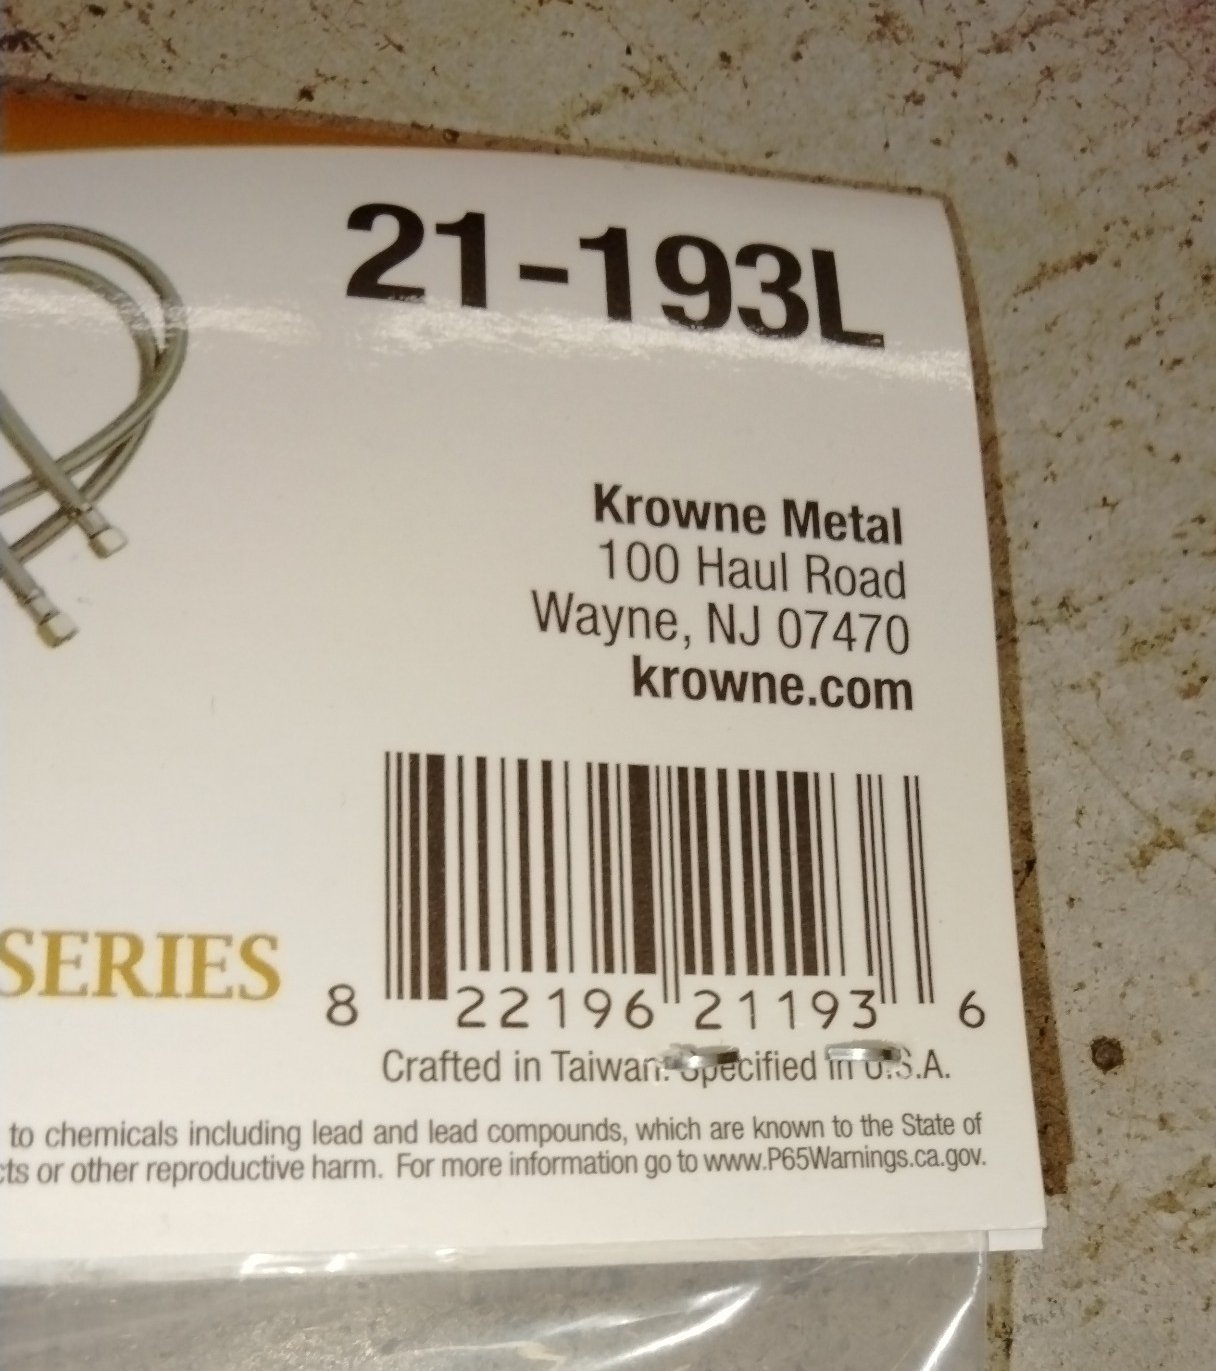 21-193L
Krowne Metal
100 Haul Road
Wayne, NJ 07470
krowne.com
SERIES
8 22196 21193 6
Crafted in Taiwan. Specified in U.S.A.
to chemicals including lead and lead compounds, which are known to the State of
cts or other reproductive harm. For more information go to www.P65Warnings.ca.gov.